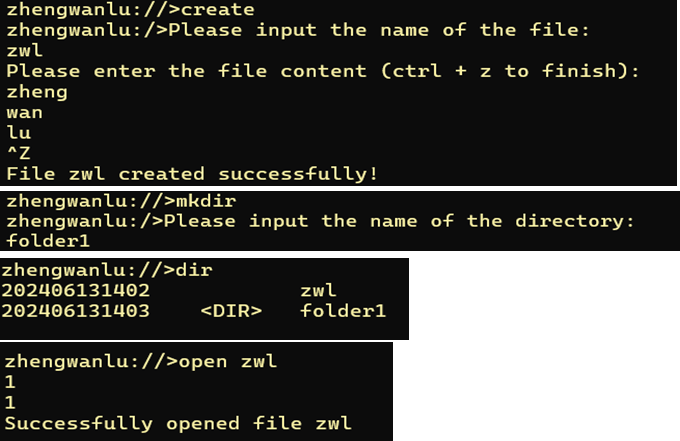 zhengwanlu://>create
zhengwanlu:/>Please input the name of the file:
zwl
Please enter the file content (ctrl + z to finish):
zheng
wan
lu
^Z
File zwl created successfully!
zhengwanlu://>mkdir
zhengwanlu:/>Please input the name of the directory:
folder1
zhengwanlu://>dir
202406131402 zwl
202406131403 <DIR> folder1
zhengwanlu://>open zwl
1
1
Successfully opened file zwl